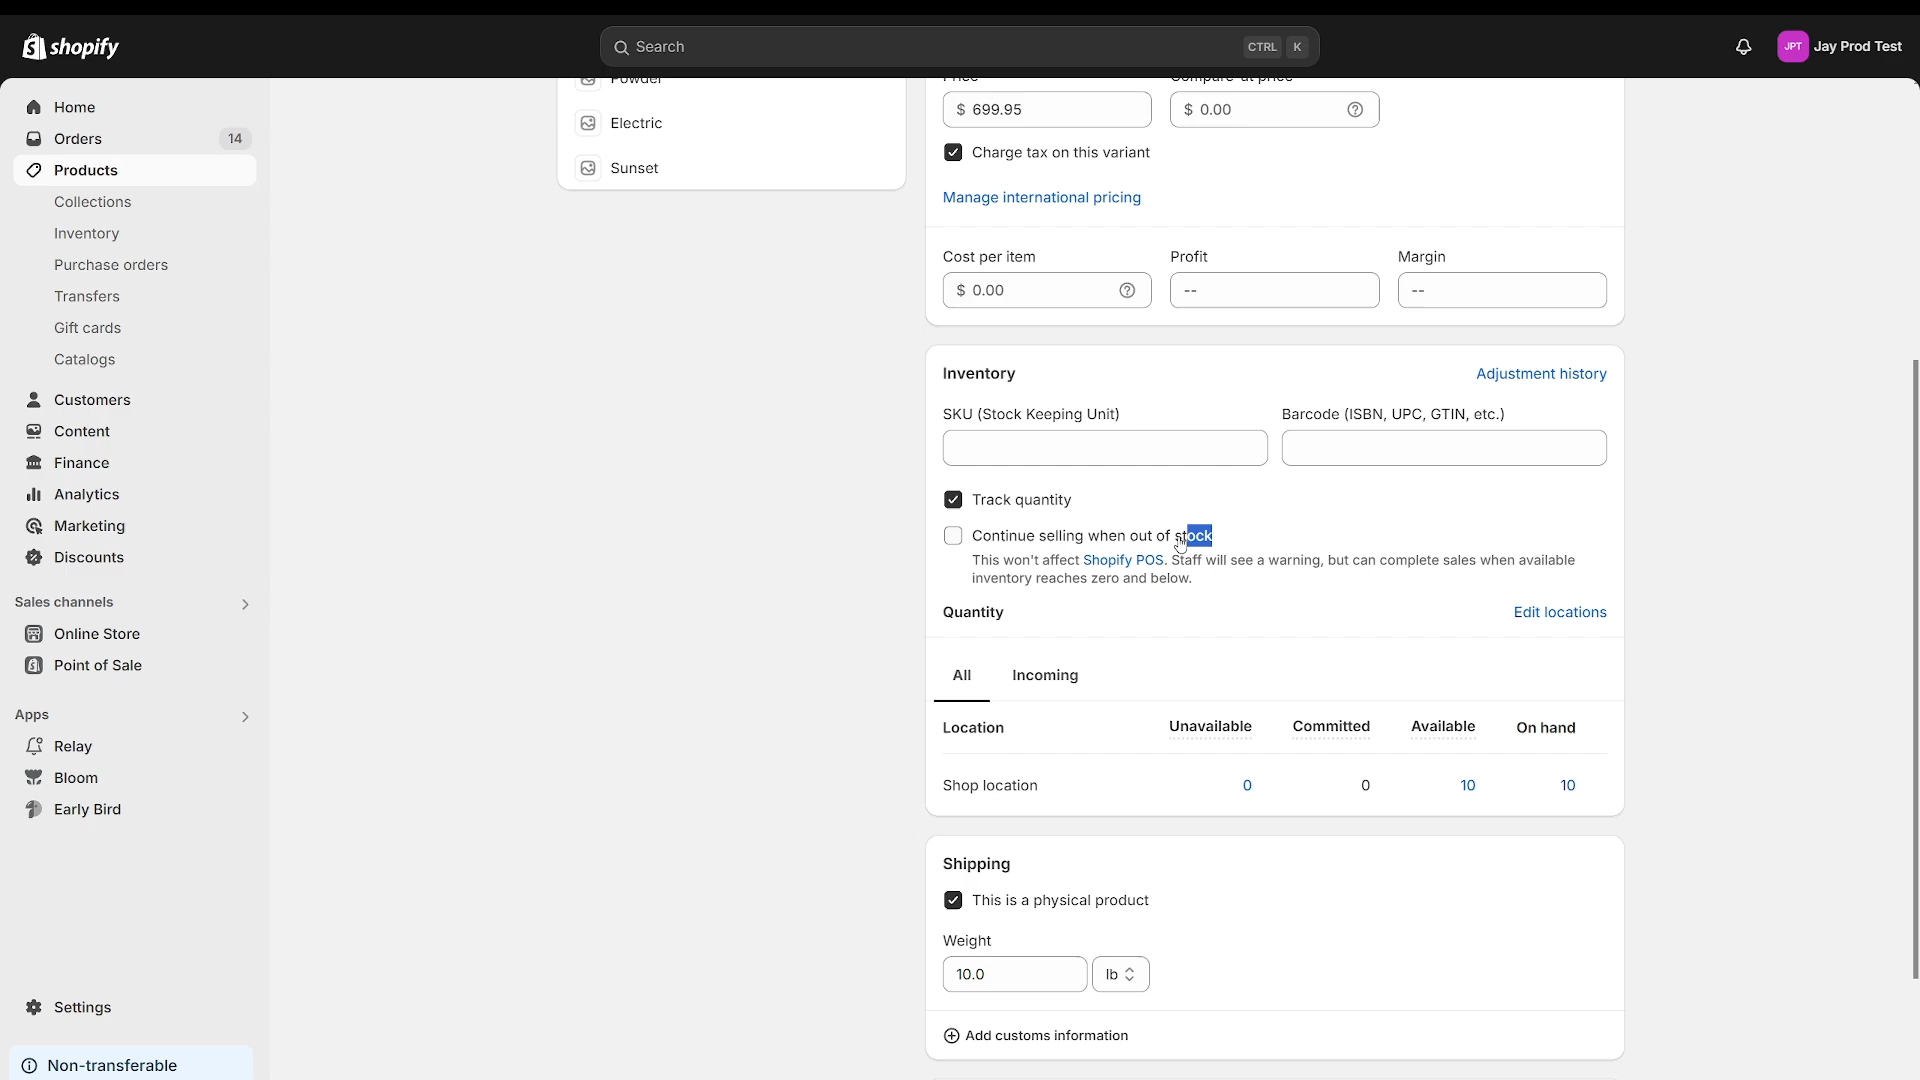 shopify
Search
CTRL K
JPT
Jay Prod Test
Home
Orders 14
Products
Collections
Inventory
Purchase orders
Transfers
Gift cards
Catalogs
Customers
Content
Finance
Analytics
Marketing
Discounts
Sales channels
Online Store
Point of Sale
Apps
Relay
Bloom
Early Bird
Settings
Non-transferable
Powder
Electric
Sunset
Price Compare-at price
$ 699.95 $ 0.00
Charge tax on this variant
Manage international pricing
Cost per item Profit Margin
$ 0.00 -- --
Inventory Adjustment history
SKU (Stock Keeping Unit) Barcode (ISBN, UPC, GTIN, etc.)
Track quantity
Continue selling when out of stock
This won't affect Shopify POS. Staff will see a warning, but can complete sales when available
inventory reaches zero and below.
Quantity Edit locations
All Incoming
Location Unavailable Committed Available On hand
Shop location 0 0 10 10
Shipping
This is a physical product
Weight
10.0 lb
Add customs information